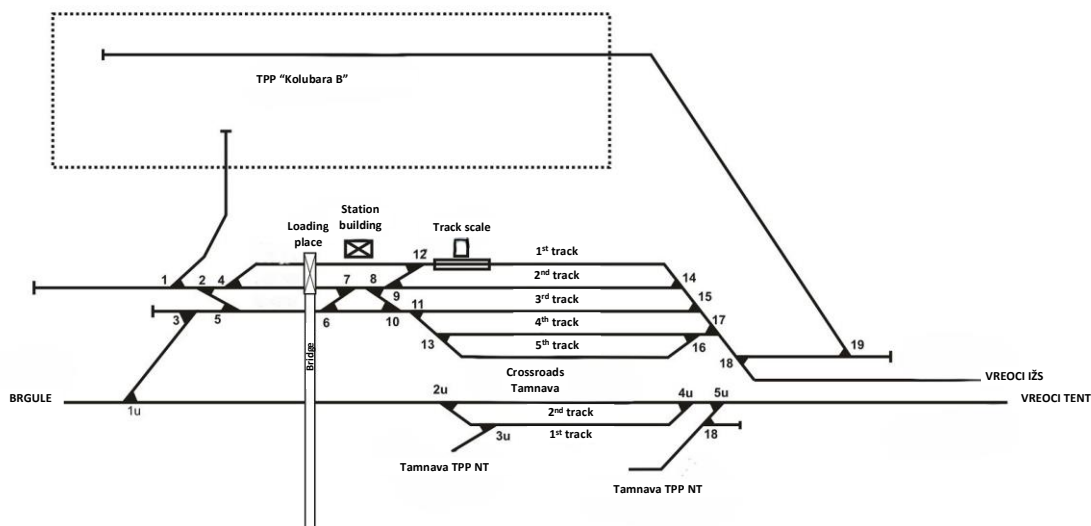 TPP “Kolubara B”
Station
building
Loading
place
Track scale
12
1st track
1
2
4
7
8
2nd track
14
9
3rd track
15
3
5
6
10
11
4th track
17
13
5th track
16
18
19
Bridge
Crossroads
Tamnava
VREOCI IŽS
BRGULE
1u
2u
2nd track
4u
5u
VREOCI TENT
3u
1st track
18
Tamnava TPP NT
Tamnava TPP NT